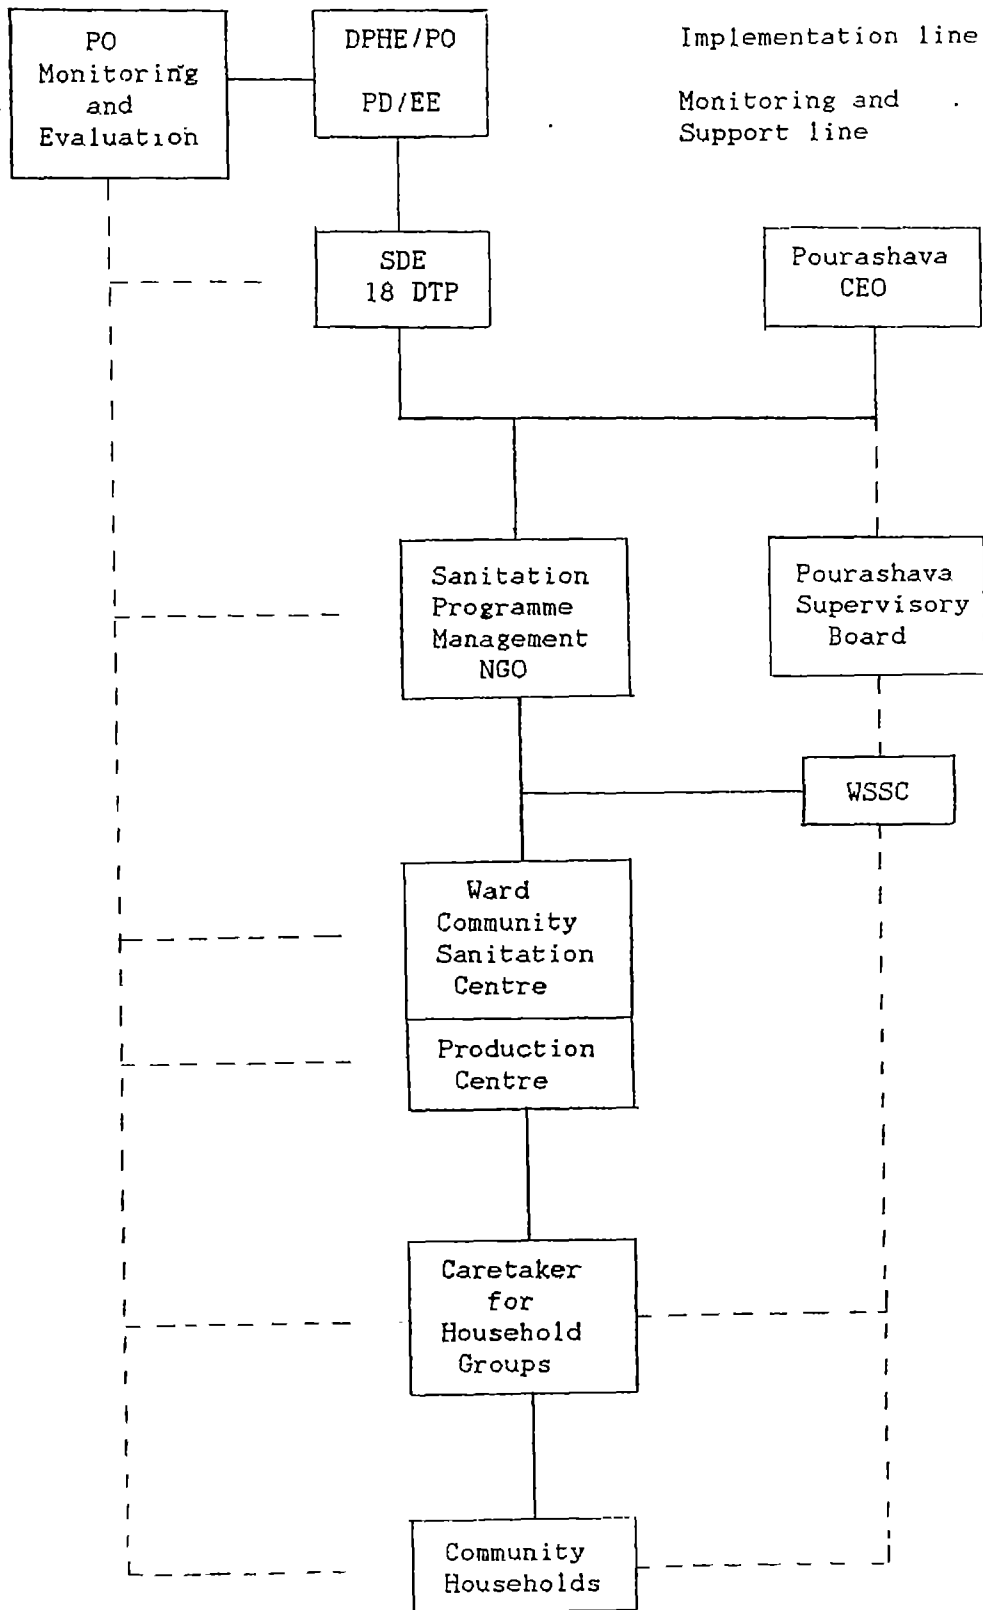 PO
Monitoring
and
Evaluation
DPHE/PO
PD/EE
Implementation line
Monitoring and
Support line
SDE
18 DTP
Pourashava
CEO
Sanitation
Programme
Management
NGO
Pourashava
Supervisory
Board
WSSC
Ward
Community
Sanitation
Centre
Production
Centre
Caretaker
for
Household
Groups
Community
Households